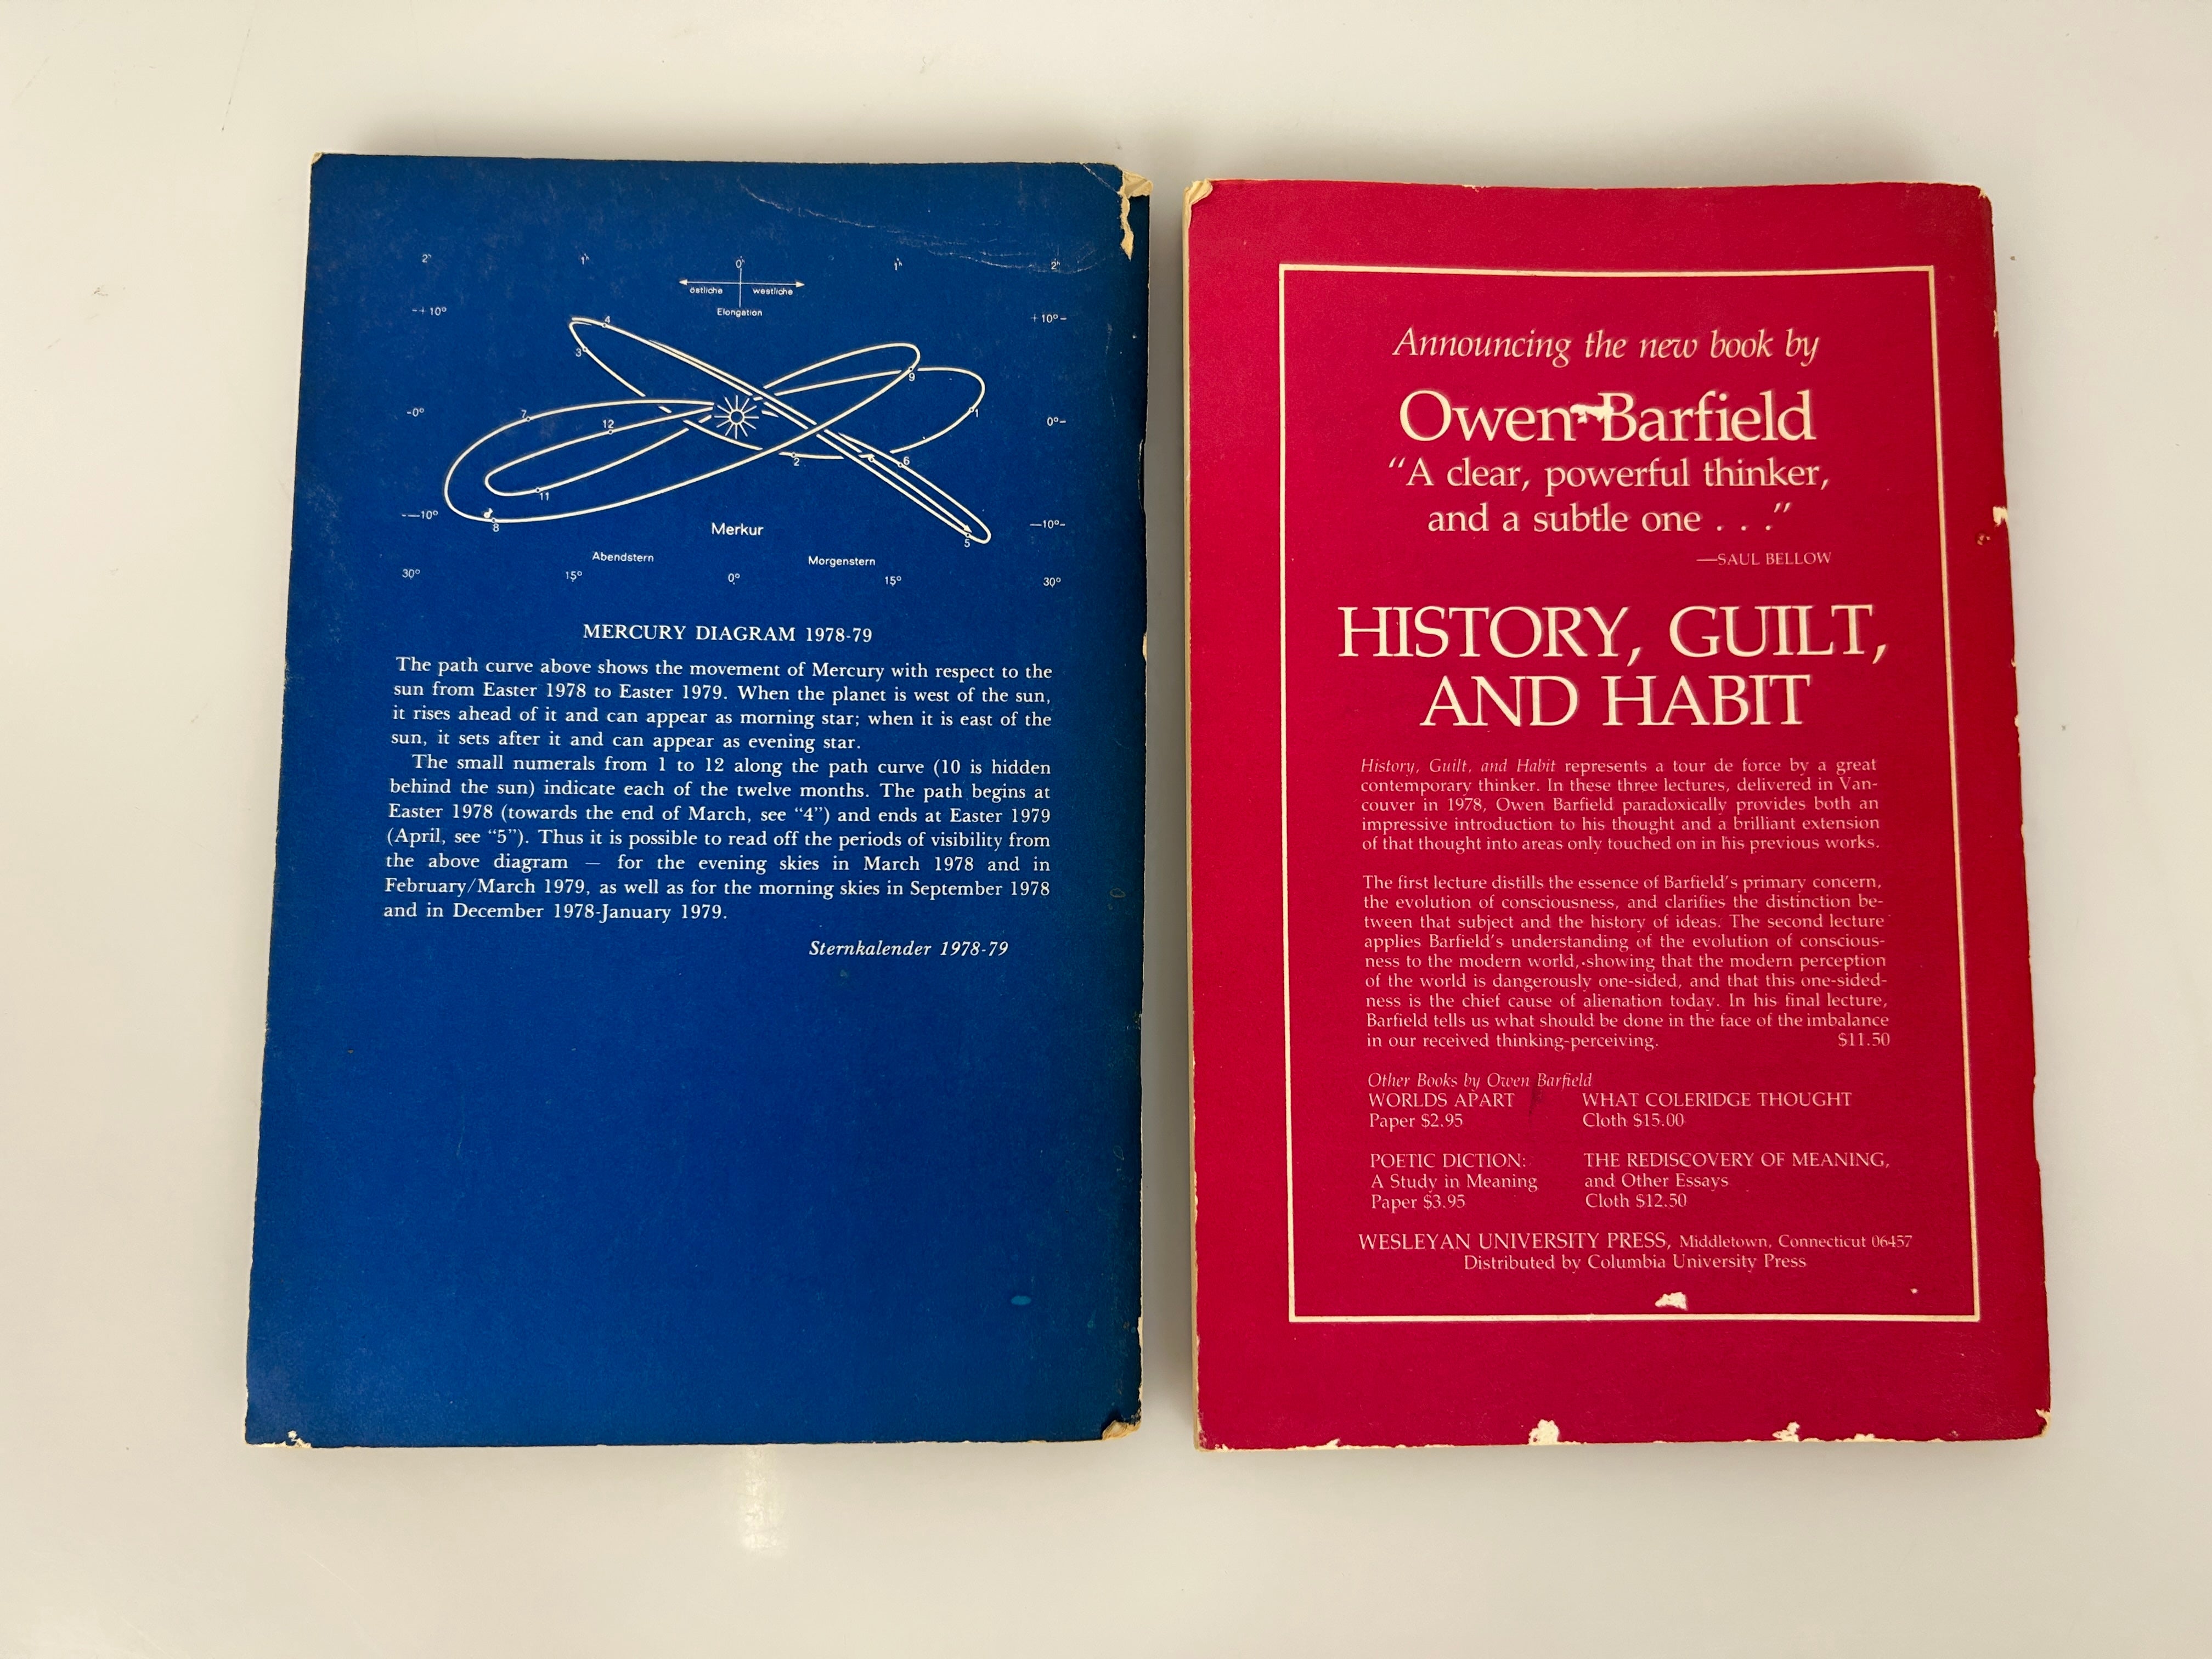 2ʰ 1ʰ 0ʰ 1ʰ 2ʰ
östliche westliche
Elongation
-+10° +10°-
4
3
9
-0° 0°-
7
1
12
2
6
11
-—10° —10°-
8
5
Merkur
Abendstern Morgenstern
30° 15° 0° 15° 30°
MERCURY DIAGRAM 1978-79
The path curve above shows the movement of Mercury with respect to the
sun from Easter 1978 to Easter 1979. When the planet is west of the sun,
it rises ahead of it and can appear as morning star; when it is east of the
sun, it sets after it and can appear as evening star.
The small numerals from 1 to 12 along the path curve (10 is hidden
behind the sun) indicate each of the twelve months. The path begins at
Easter 1978 (towards the end of March, see “4”) and ends at Easter 1979
(April, see “5”). Thus it is possible to read off the periods of visibility from
the above diagram — for the evening skies in March 1978 and in
February/March 1979, as well as for the morning skies in September 1978
and in December 1978-January 1979.
Sternkalender 1978-79
Announcing the new book by
Owen Barfield
“A clear, powerful thinker,
and a subtle one . . .”
—SAUL BELLOW
HISTORY, GUILT,
AND HABIT
History, Guilt, and Habit represents a tour de force by a great
contemporary thinker. In these three lectures, delivered in Van-
couver in 1978, Owen Barfield paradoxically provides both an
impressive introduction to his thought and a brilliant extension
of that thought into areas only touched on in his previous works.
The first lecture distills the essence of Barfield’s primary concern,
the evolution of consciousness, and clarifies the distinction be-
tween that subject and the history of ideas. The second lecture
applies Barfield’s understanding of the evolution of conscious-
ness to the modern world, showing that the modern perception
of the world is dangerously one-sided, and that this one-sided-
ness is the chief cause of alienation today. In his final lecture,
Barfield tells us what should be done in the face of the imbalance
in our received thinking-perceiving. $11.50
Other Books by Owen Barfield
WORLDS APART WHAT COLERIDGE THOUGHT
Paper $2.95 Cloth $15.00
POETIC DICTION: THE REDISCOVERY OF MEANING,
A Study in Meaning and Other Essays
Paper $3.95 Cloth $12.50
WESLEYAN UNIVERSITY PRESS, Middletown, Connecticut 06457
Distributed by Columbia University Press